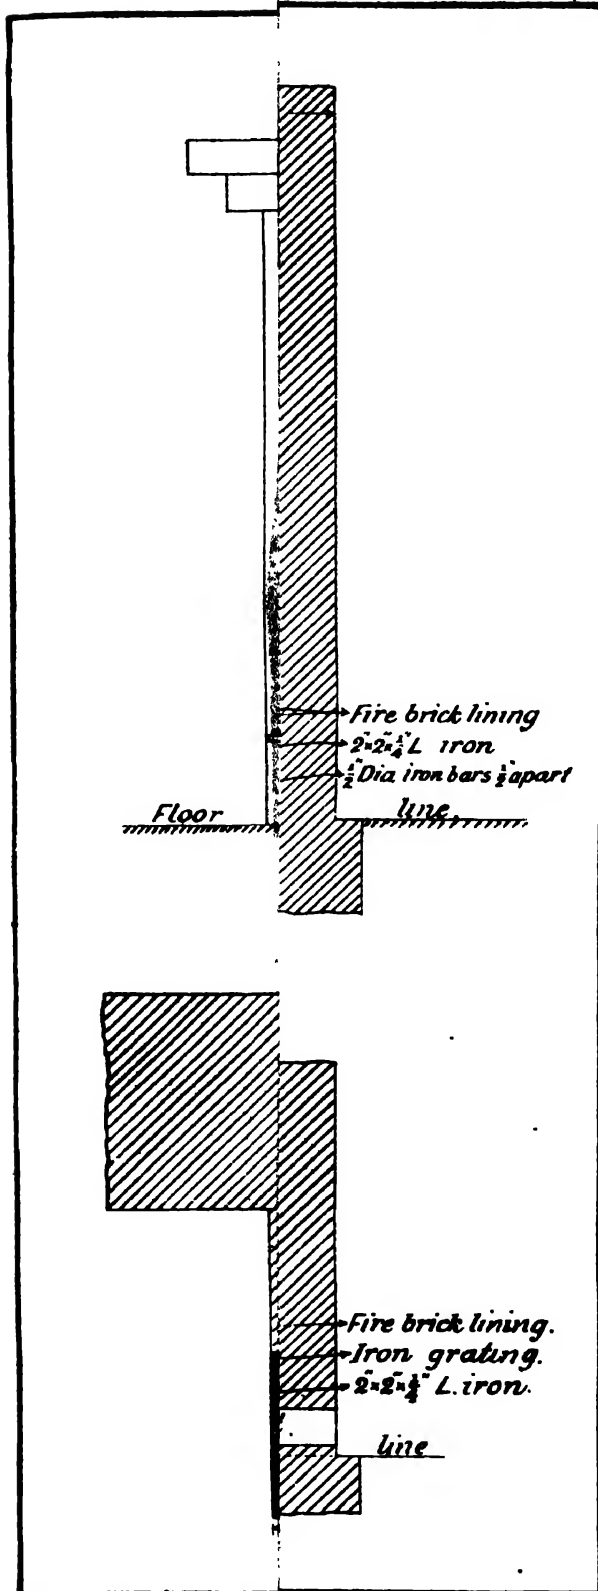 Fire brick lining
2"×2"×¼" L iron
½" Dia iron bars ½" apart
Floor line.
Fire brick lining.
Iron grating.
2"×2"×¼" L. iron.
line